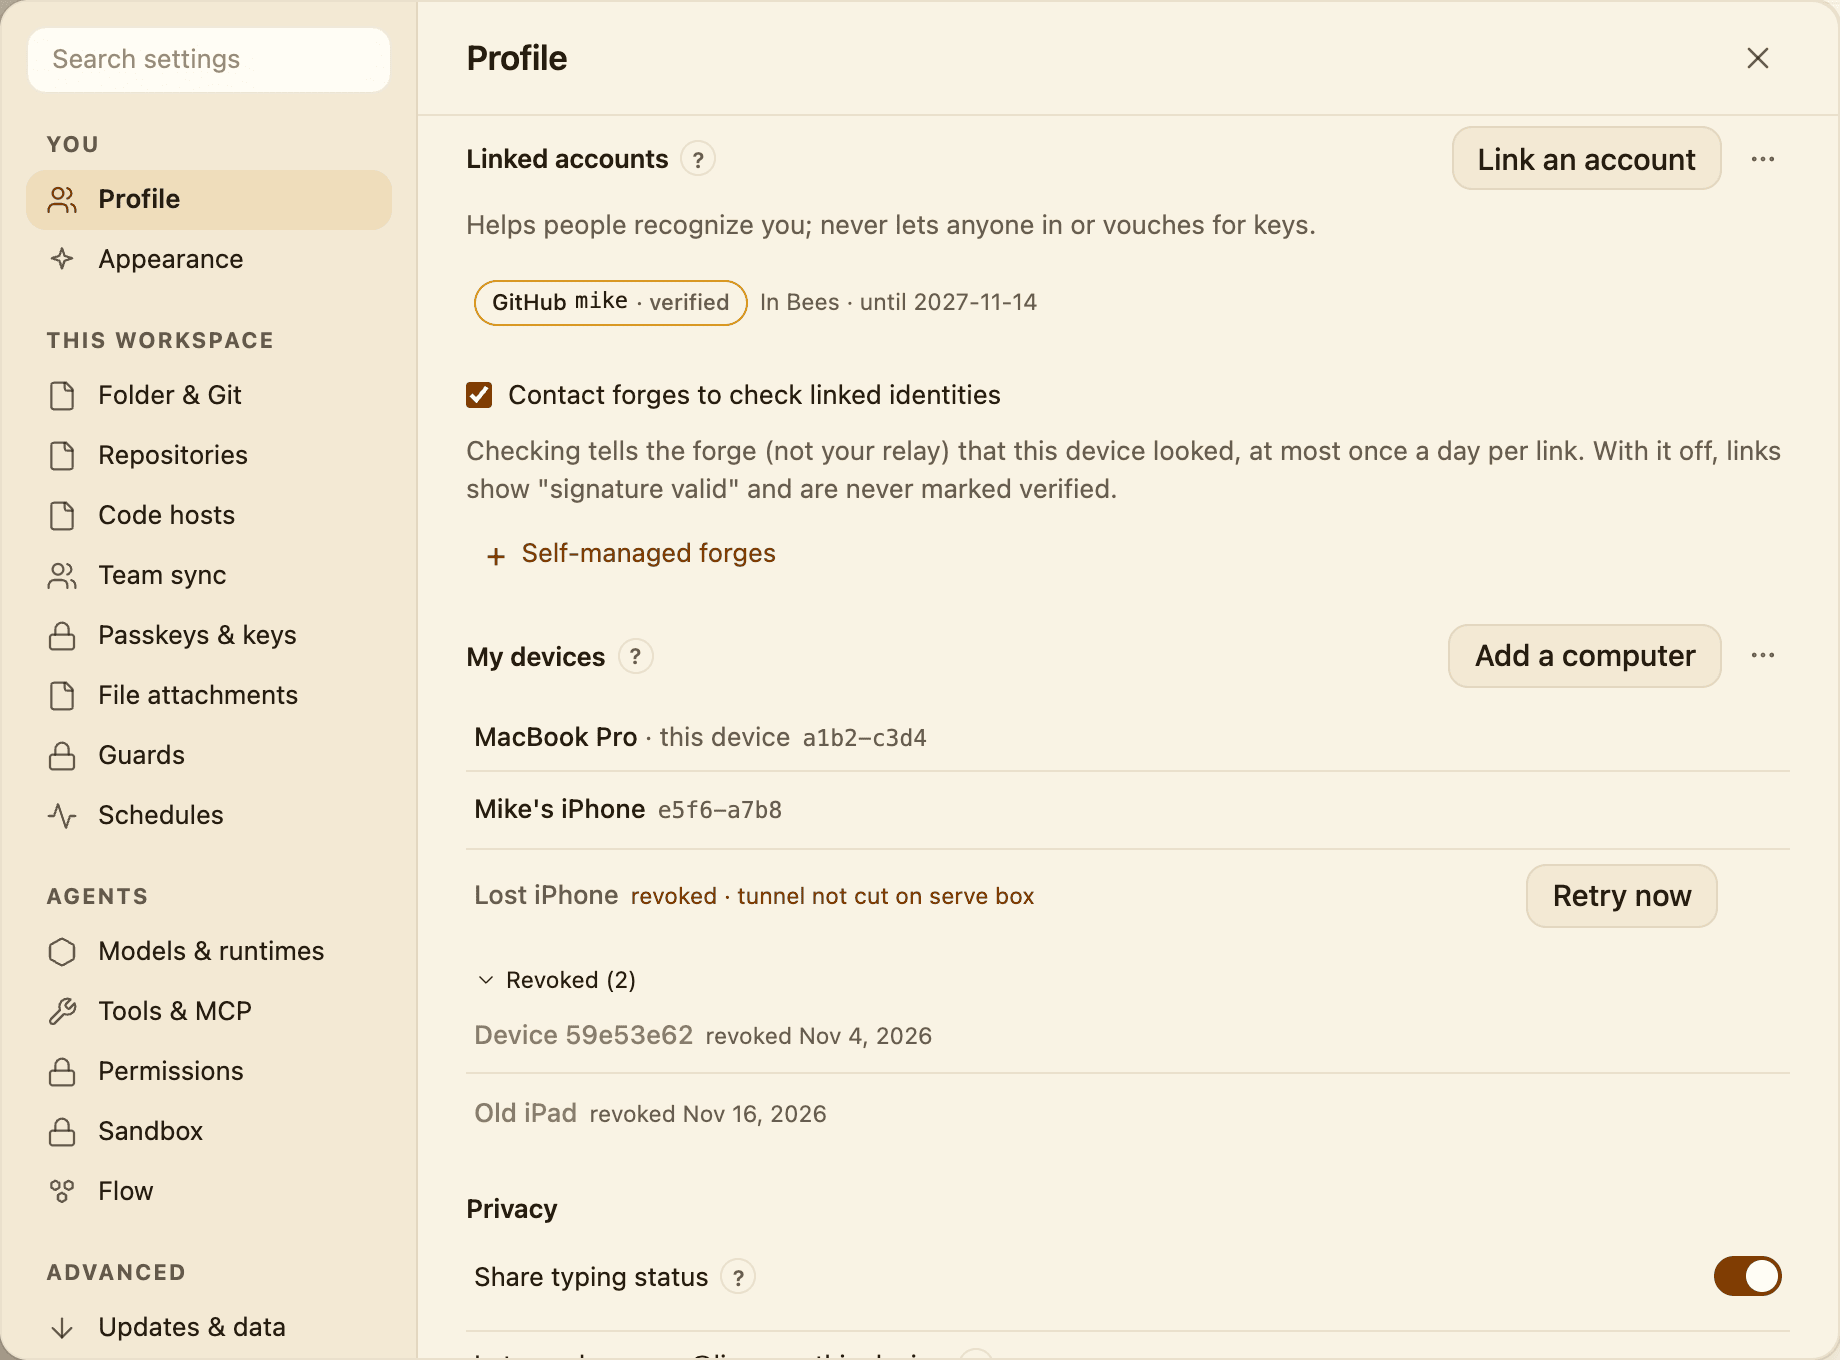 Search settings
YOU
Profile
Appearance
THIS WORKSPACE
Folder & Git
Repositories
Code hosts
Team sync
Passkeys & keys
File attachments
Guards
Schedules
AGENTS
Models & runtimes
Tools & MCP
Permissions
Sandbox
Flow
ADVANCED
Updates & data
Profile
Linked accounts ?
Link an account ...
Helps people recognize you; never lets anyone in or vouches for keys.
GitHub mike · verified In Bees · until 2027-11-14
Contact forges to check linked identities
Checking tells the forge (not your relay) that this device looked, at most once a day per link. With it off, links
show "signature valid" and are never marked verified.
+ Self-managed forges
My devices ?
Add a computer ...
MacBook Pro · this device a1b2-c3d4
Mike's iPhone e5f6-a7b8
Lost iPhone revoked · tunnel not cut on serve box
Retry now
Revoked (2)
Device 59e53e62 revoked Nov 4, 2026
Old iPad revoked Nov 16, 2026
Privacy
Share typing status ?